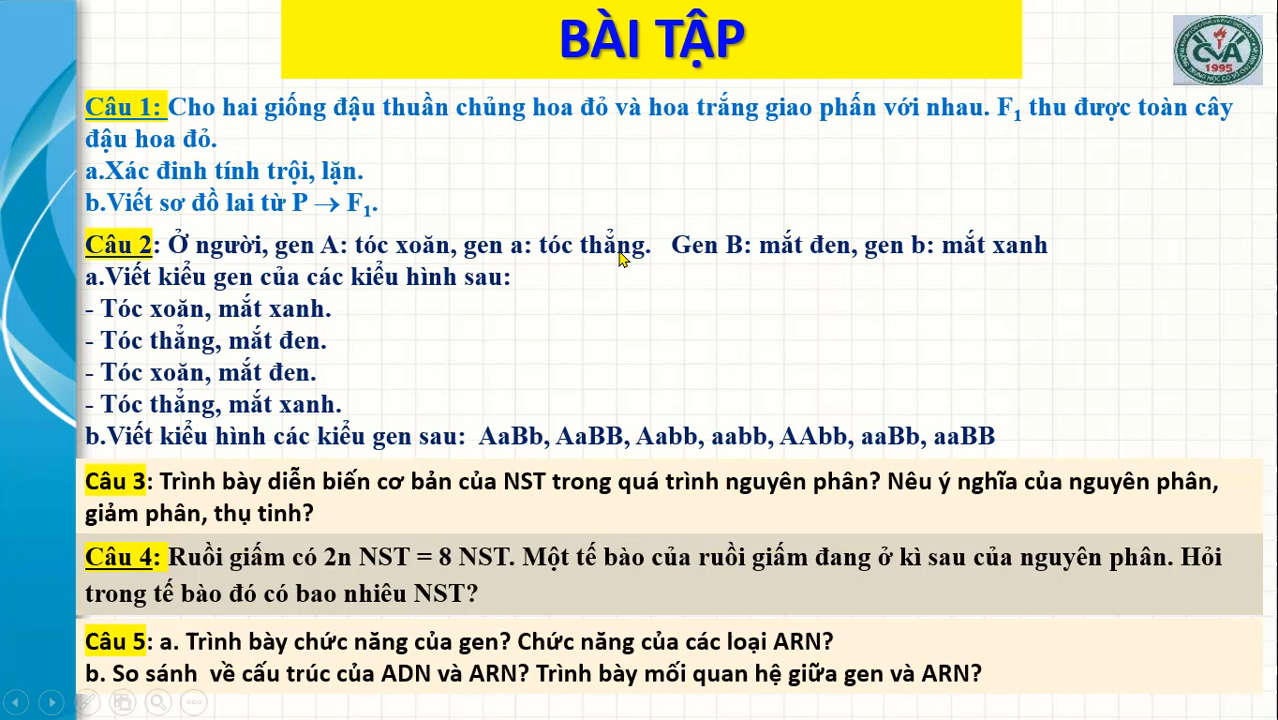 BÀI TẬP
CVA
1995
Câu 1: Cho hai giống đậu thuần chủng hoa đỏ và hoa trắng giao phấn với nhau. F₁ thu được toàn cây
đậu hoa đỏ.
a.Xác đinh tính trội, lặn.
b.Viết sơ đồ lai từ P → F₁.
Câu 2: Ở người, gen A: tóc xoăn, gen a: tóc thẳng. Gen B: mắt đen, gen b: mắt xanh
a.Viết kiểu gen của các kiểu hình sau:
- Tóc xoăn, mắt xanh.
- Tóc thẳng, mắt đen.
- Tóc xoăn, mắt đen.
- Tóc thẳng, mắt xanh.
b.Viết kiểu hình các kiểu gen sau: AaBb, AaBB, Aabb, aabb, AAbb, aaBb, aaBB
Câu 3: Trình bày diễn biến cơ bản của NST trong quá trình nguyên phân? Nêu ý nghĩa của nguyên phân,
giảm phân, thụ tinh?
Câu 4: Ruồi giấm có 2n NST = 8 NST. Một tế bào của ruồi giấm đang ở kì sau của nguyên phân. Hỏi
trong tế bào đó có bao nhiêu NST?
Câu 5: a. Trình bày chức năng của gen? Chức năng của các loại ARN?
b. So sánh về cấu trúc của ADN và ARN? Trình bày mối quan hệ giữa gen và ARN?